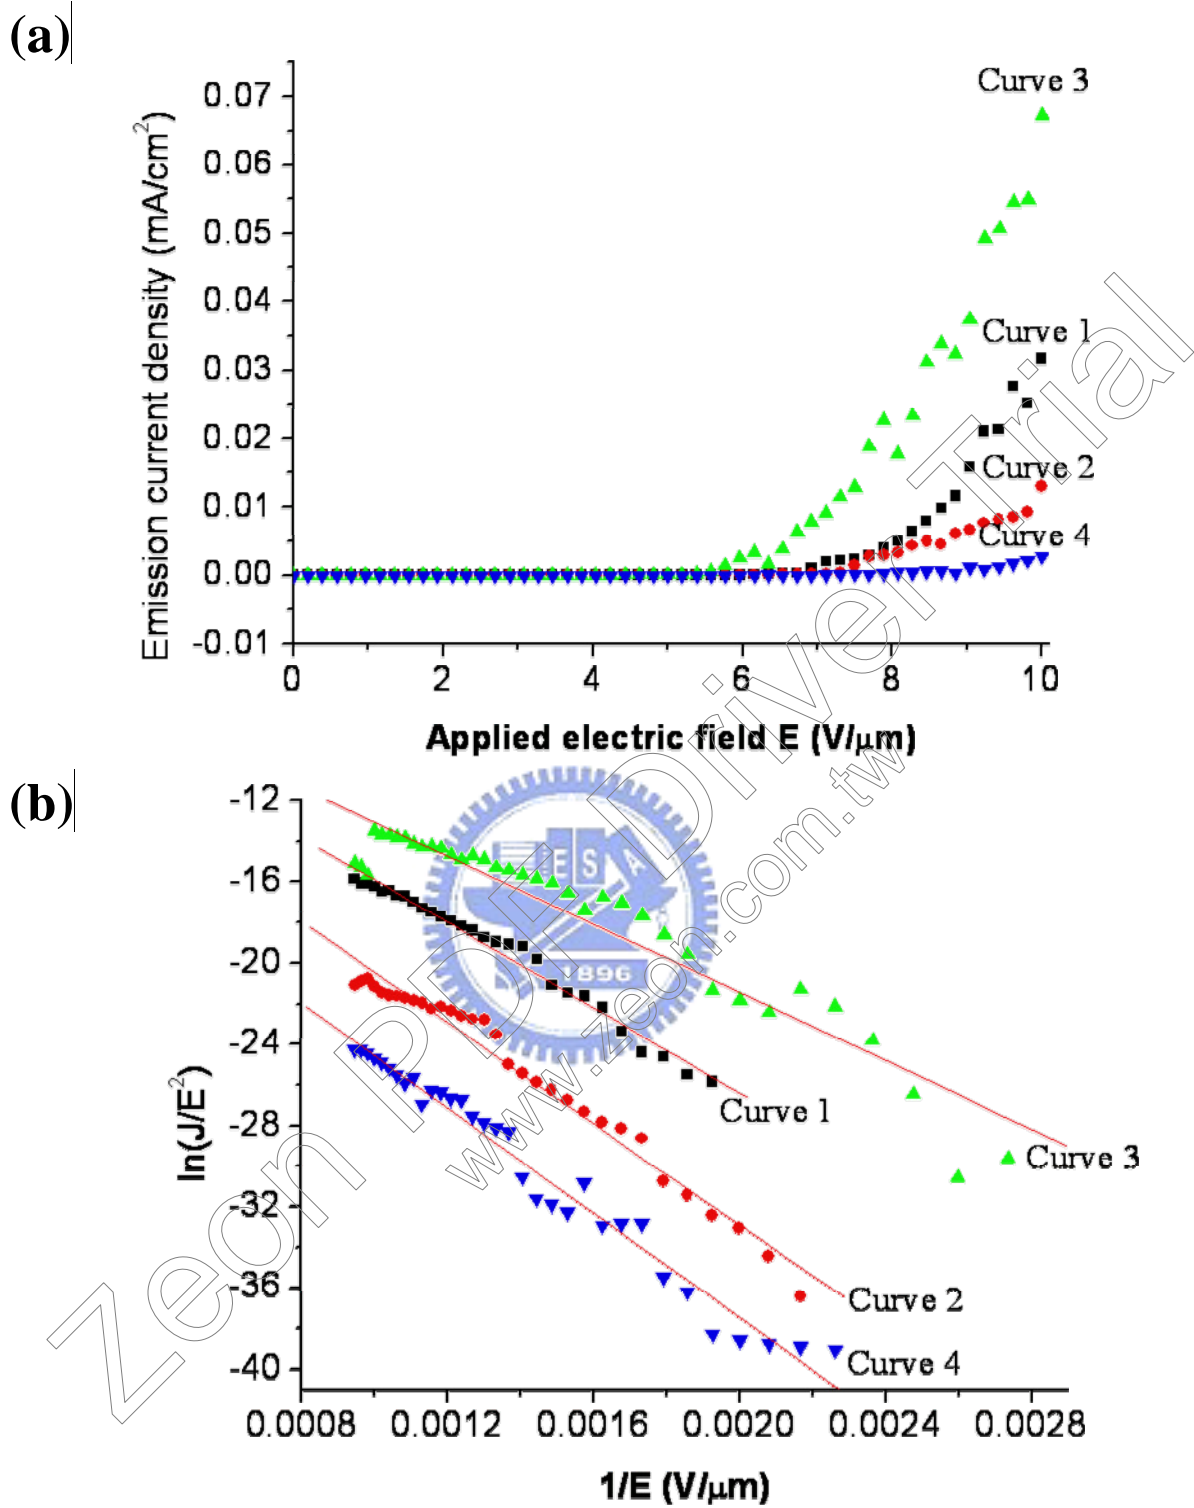 (a)
Curve 3
0.07
0.06
0.05
0.04
Curve 1
0.03
0.02
Curve 2
0.01
Curve 4
0.00
-0.01
Emission current density (mA/cm²)
0 2 4 6 8 10
Applied electric field E (V/μm)
(b)
-12
-16
-20
-24
-28
-32
-36
-40
ln(J/E²)
ES A
1896
Curve 1
Curve 3
Curve 2
Curve 4
0.0008 0.0012 0.0016 0.0020 0.0024 0.0028
1/E (V/μm)
Zeon PDF Driver Trial
www.zeon.com.tw